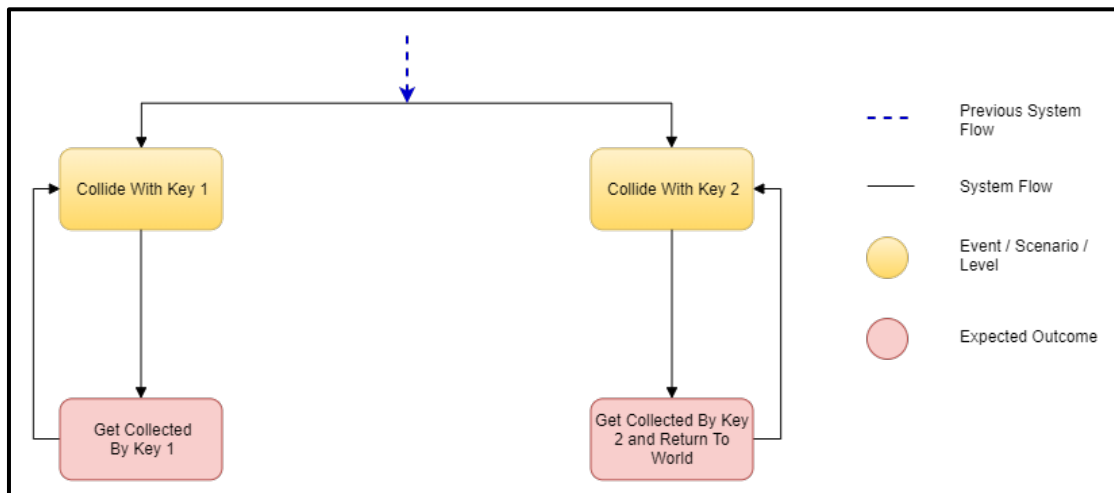 Collide With Key 1
Collide With Key 2
Get Collected
By Key 1
Get Collected By Key
2 and Return To
World
Previous System
Flow
System Flow
Event / Scenario /
Level
Expected Outcome